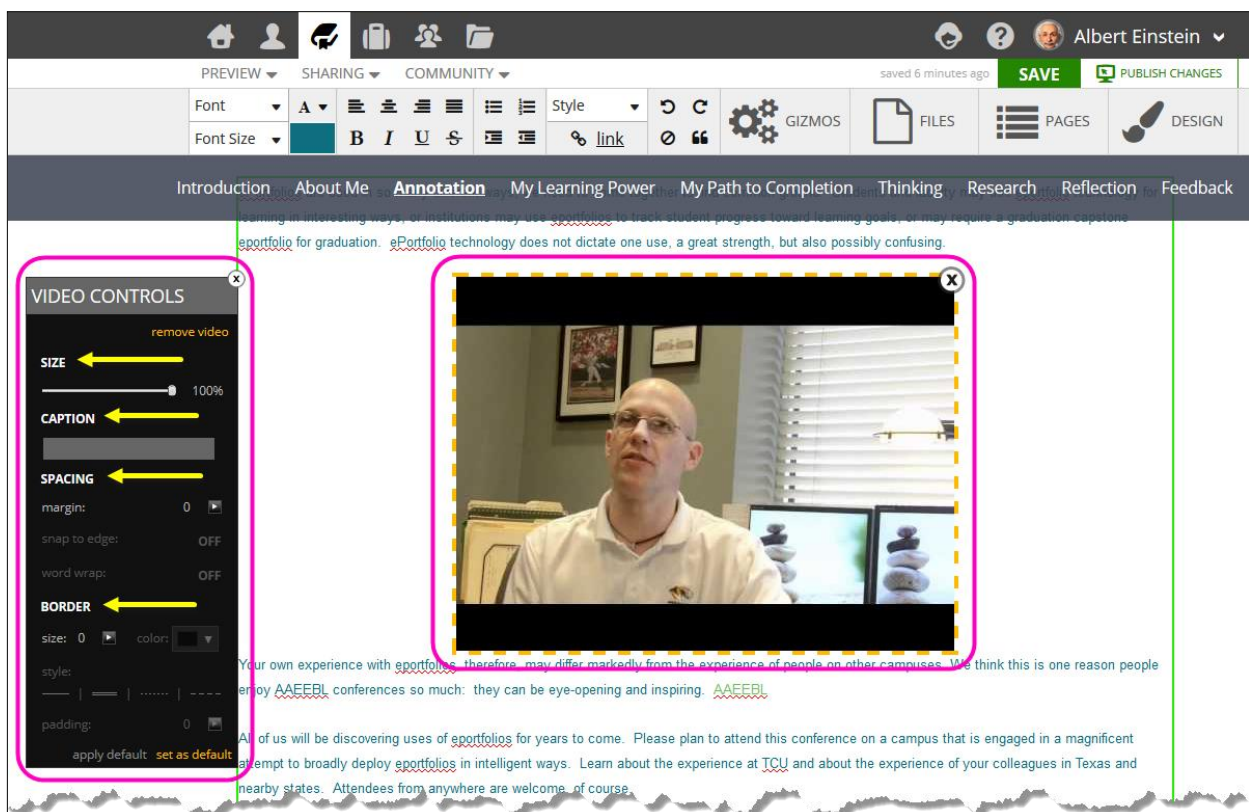 Albert Einstein
PREVIEW SHARING COMMUNITY saved 6 minutes ago SAVE PUBLISH CHANGES
Font A Style
Font Size B I U S link
GIZMOS FILES PAGES DESIGN
Introduction About Me Annotation My Learning Power My Path to Completion Thinking Research Reflection Feedback
learning in interesting ways, or institutions may use eportfolios to track student progress toward learning goals, or may require a graduation capstone
eportfolio for graduation. ePortfolio technology does not dictate one use, a great strength, but also possibly confusing.
x
VIDEO CONTROLS
remove video
SIZE
100%
CAPTION
SPACING
margin: 0
snap to edge: OFF
word wrap: OFF
BORDER
size: 0 color:
style:
padding: 0
apply default set as default
X
Your own experience with eportfolios, therefore, may differ markedly from the experience of people on other campuses. We think this is one reason people
enjoy AAEEBL conferences so much: they can be eye-opening and inspiring. AAEEBL
All of us will be discovering uses of eportfolios for years to come. Please plan to attend this conference on a campus that is engaged in a magnificent
attempt to broadly deploy eportfolios in intelligent ways. Learn about the experience at TCU and about the experience of your colleagues in Texas and
nearby states. Attendees from anywhere are welcome, of course.